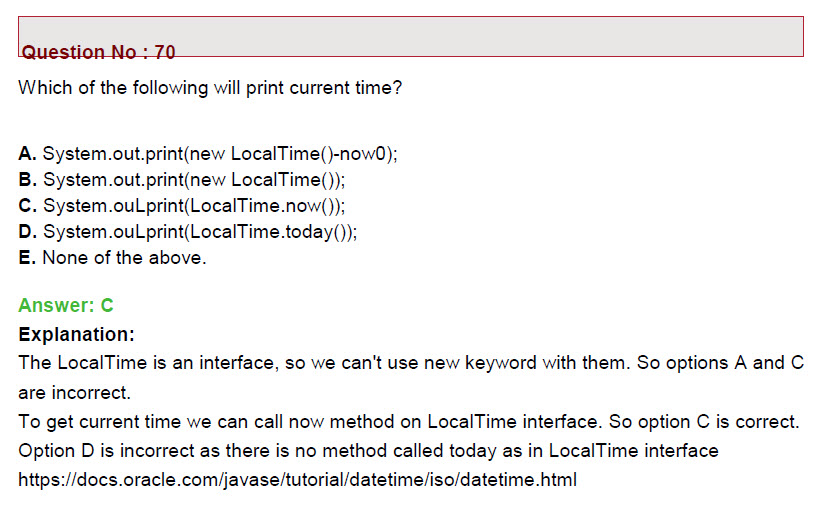 Question No : 70
Which of the following will print current time?
A. System.out.print(new LocalTime()-now0);
B. System.out.print(new LocalTime());
C. System.ouLprint(LocalTime.now());
D. System.ouLprint(LocalTime.today());
E. None of the above.
Answer: C
Explanation:
The LocalTime is an interface, so we can't use new keyword with them. So options A and C
are incorrect.
To get current time we can call now method on LocalTime interface. So option C is correct.
Option D is incorrect as there is no method called today as in LocalTime interface
https://docs.oracle.com/javase/tutorial/datetime/iso/datetime.html